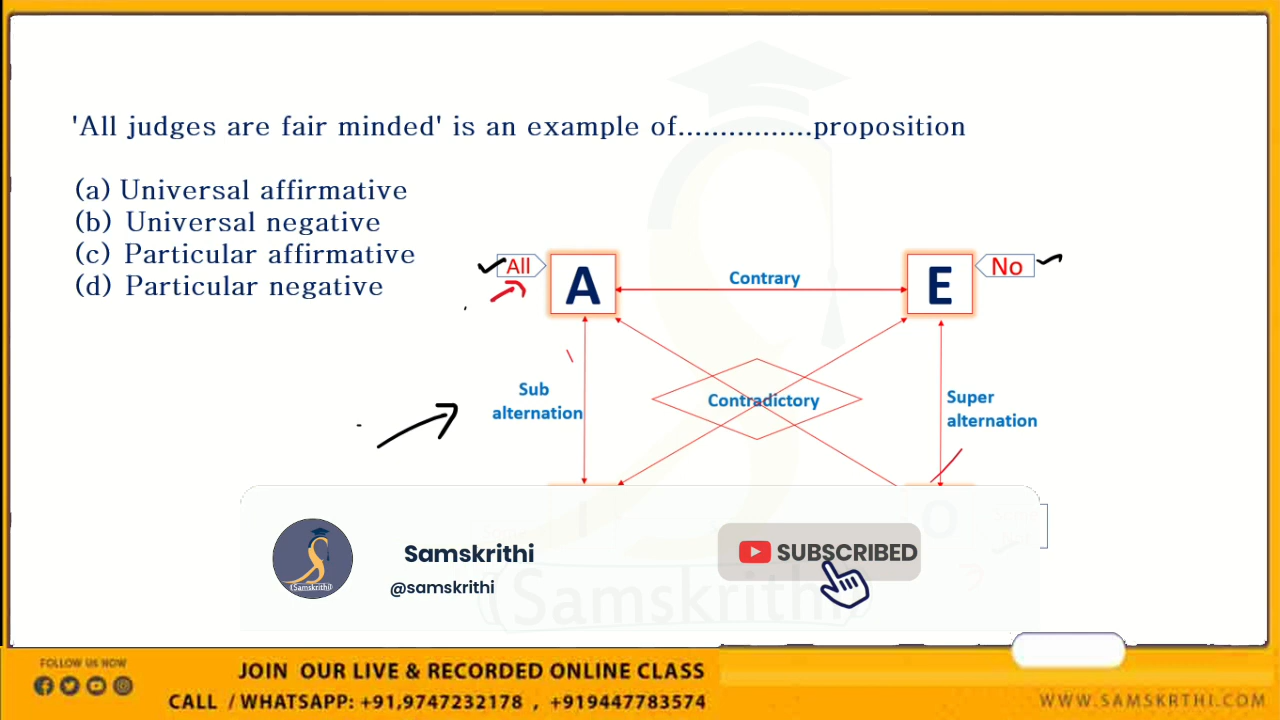 'All judges are fair minded' is an example of................proposition
(a) Universal affirmative
(b) Universal negative
(c) Particular affirmative
(d) Particular negative
All
A
Contrary
E
No
Sub
alternation
Contradictory
Super
alternation
I
O
Samskrithi
@samskrithi
SUBSCRIBED
(Samskrithi)
(Samskrithi)
FOLLOW US NOW
JOIN OUR LIVE & RECORDED ONLINE CLASS
CALL / WHATSAPP: +91,9747232178 , +919447783574
WWW.SAMSKRTHI.COM